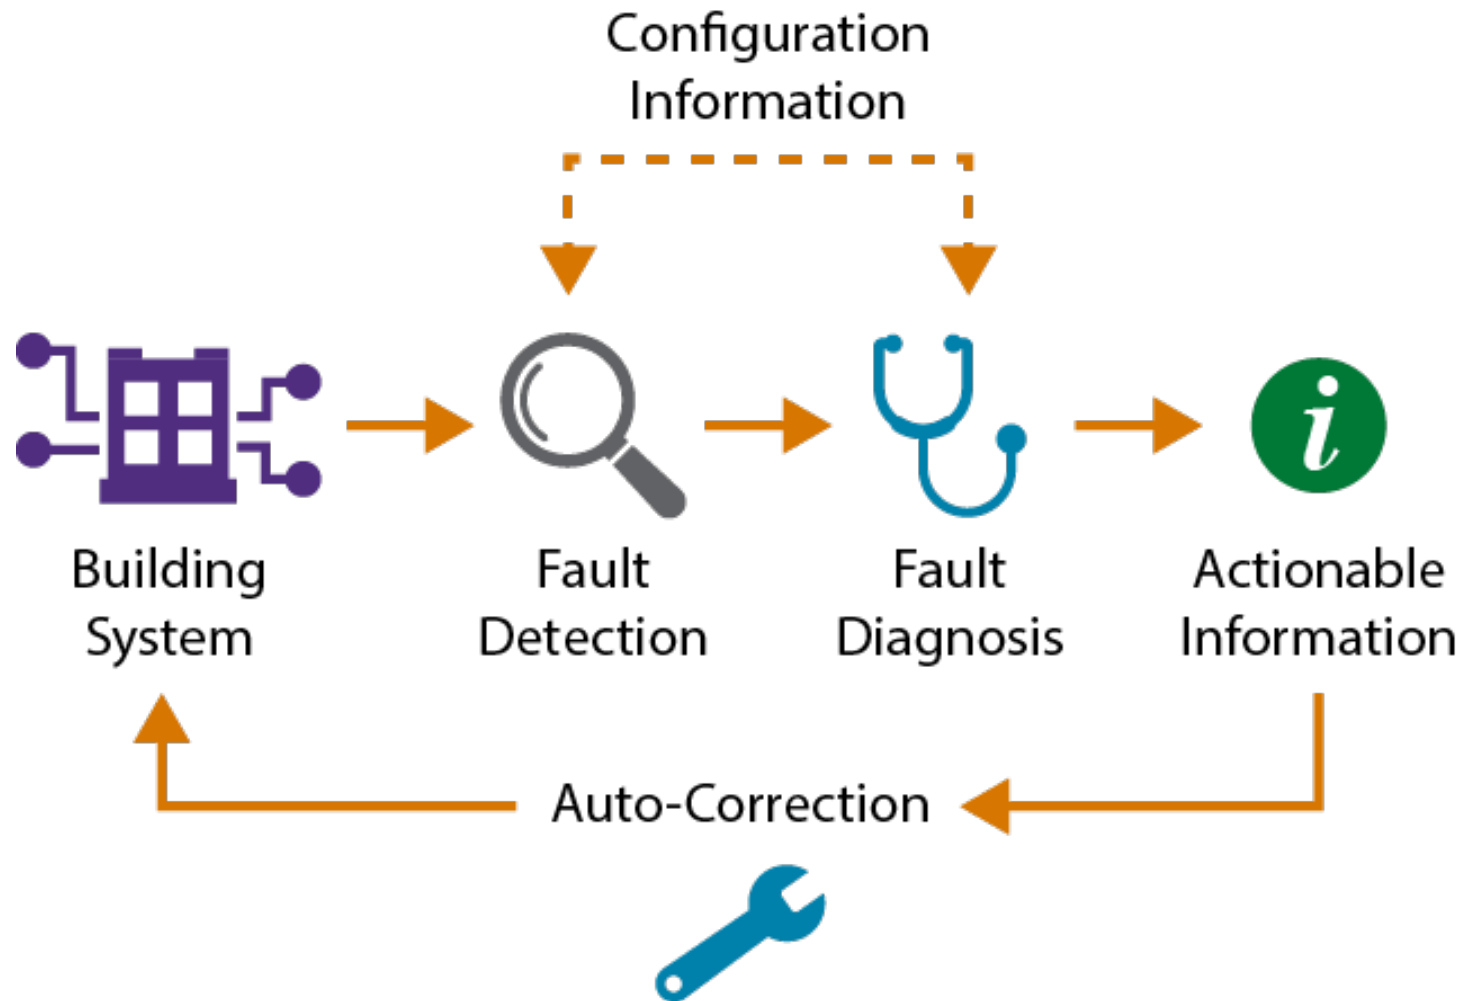 Configuration
Information
Building
System
Fault
Detection
Fault
Diagnosis
i
Actionable
Information
Auto-Correction